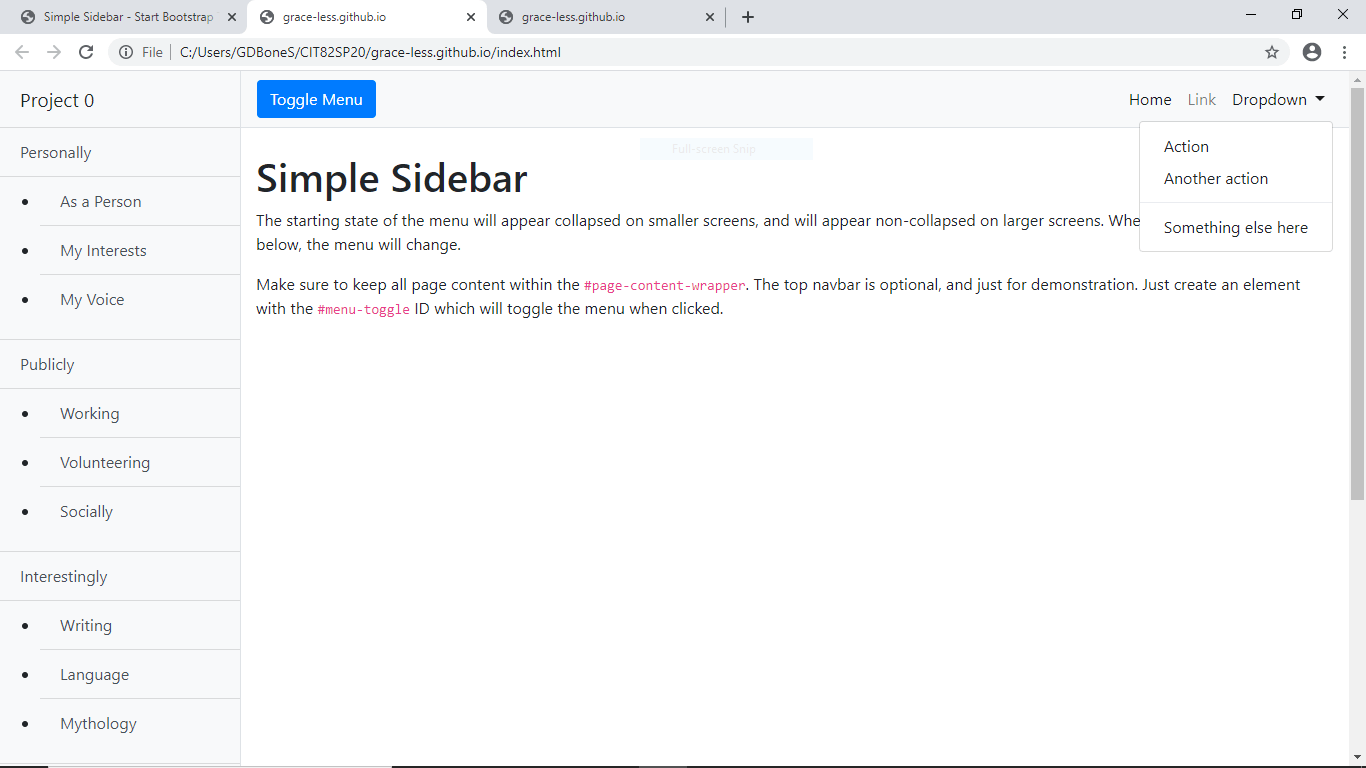 Simple Sidebar - Start Bootstrap
grace-less.github.io
grace-less.github.io
File
C:/Users/GDBoneS/CIT82SP20/grace-less.github.io/index.html
Project 0
Toggle Menu
Home Link Dropdown
Action
Another action
Something else here
Full-screen Snip
Personally
As a Person
My Interests
My Voice
Publicly
Working
Volunteering
Socially
Interestingly
Writing
Language
Mythology
Simple Sidebar
The starting state of the menu will appear collapsed on smaller screens, and will appear non-collapsed on larger screens. Whe
below, the menu will change.
Make sure to keep all page content within the #page-content-wrapper. The top navbar is optional, and just for demonstration. Just create an element
with the #menu-toggle ID which will toggle the menu when clicked.